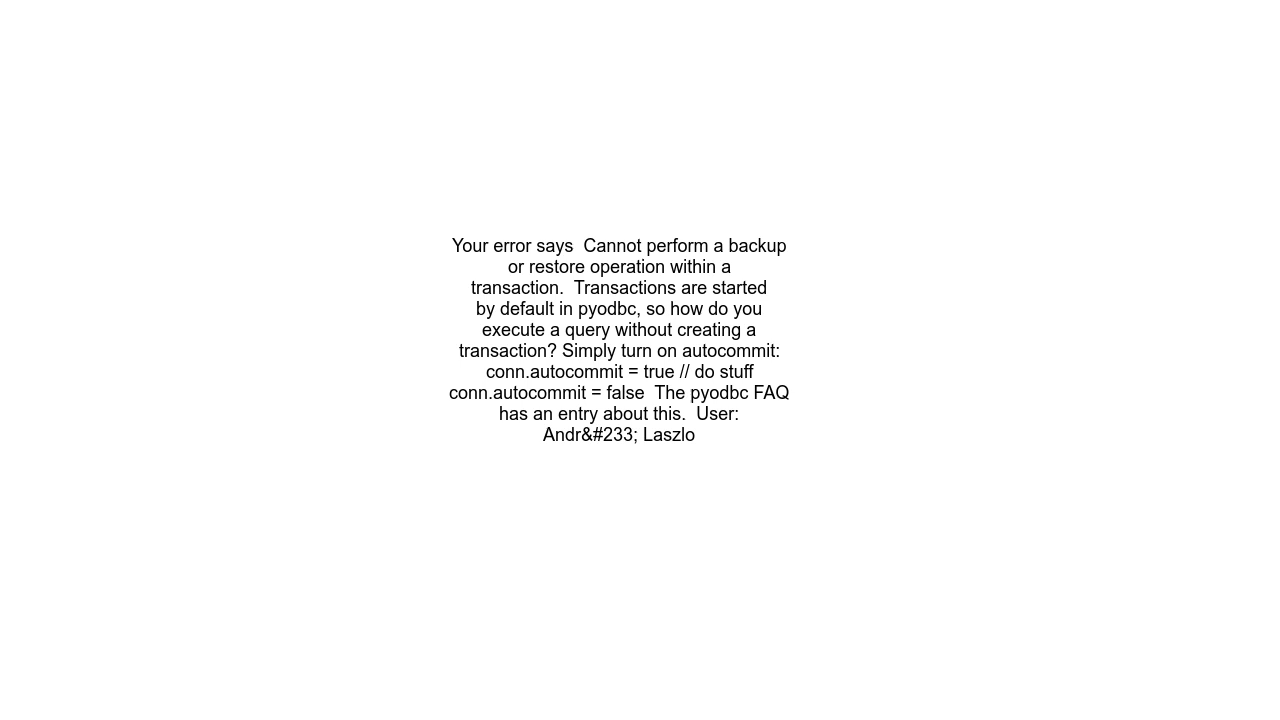 Your error says  Cannot perform a backup
or restore operation within a
transaction.  Transactions are started
by default in pyodbc, so how do you
execute a query without creating a
transaction? Simply turn on autocommit:
conn.autocommit = true // do stuff
conn.autocommit = false  The pyodbc FAQ
has an entry about this.  User:
Andr&#233; Laszlo